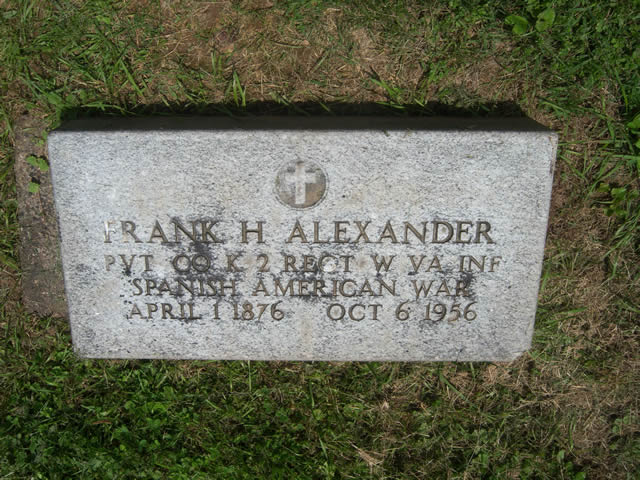 FRANK H ALEXANDER
PVT CO K 2 REGT W VA INF
SPANISH AMERICAN WAR
APRIL 1 1876 OCT 6 1956